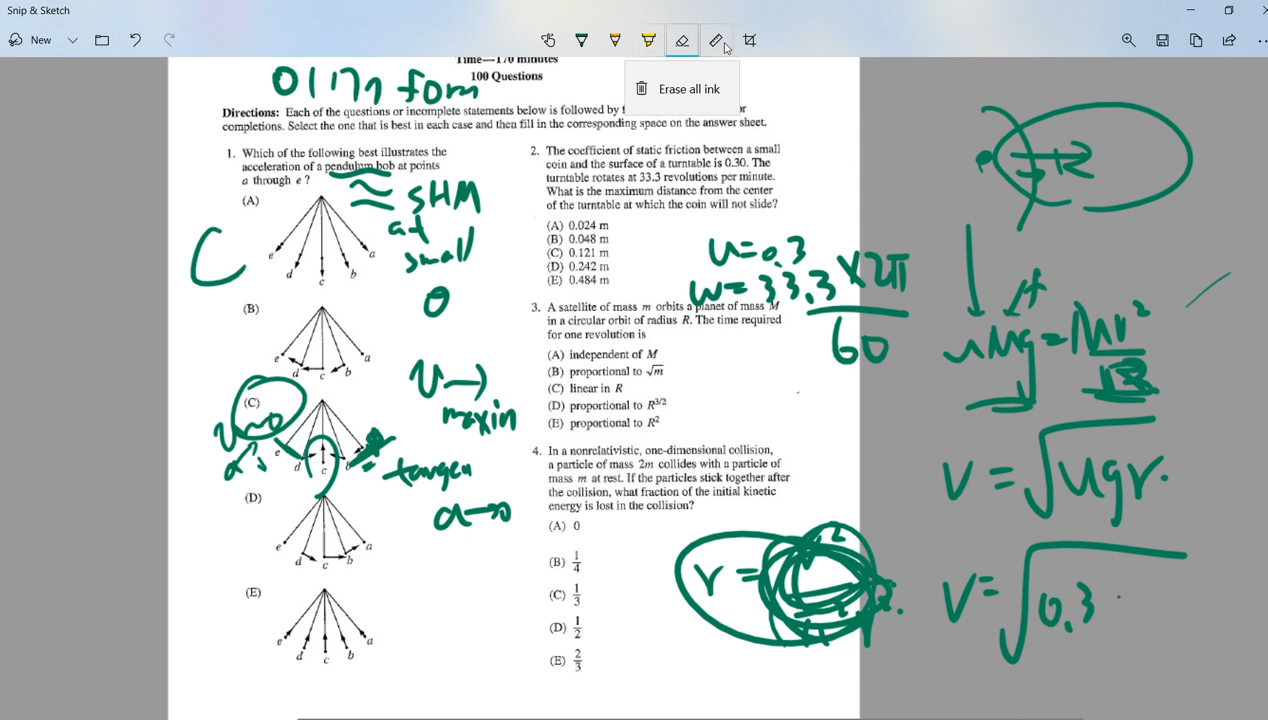 Snip & Sketch
New
Erase all ink
Time—170 minutes
100 Questions
0177 form
Directions: Each of the questions or incomplete statements below is followed by
completions. Select the one that is best in each case and then fill in the corresponding space on the answer sheet.
1. Which of the following best illustrates the
acceleration of a pendulum bob at points
a through e ?
(A)
e d c b a
(B)
e d c b a
(C)
e d c b
(D)
e d c b a
(E)
e d c b a
≈ SHM
at
small
θ
C
V→
maxin
V=0
tangen
a→0
2. The coefficient of static friction between a small
coin and the surface of a turntable is 0.30. The
turntable rotates at 33.3 revolutions per minute.
What is the maximum distance from the center
of the turntable at which the coin will not slide?
(A) 0.024 m
(B) 0.048 m
(C) 0.121 m
(D) 0.242 m
(E) 0.484 m
3. A satellite of mass m orbits a planet of mass M
in a circular orbit of radius R. The time required
for one revolution is
(A) independent of M
(B) proportional to √m
(C) linear in R
(D) proportional to R^3/2
(E) proportional to R²
4. In a nonrelativistic, one-dimensional collision,
a particle of mass 2m collides with a particle of
mass m at rest. If the particles stick together after
the collision, what fraction of the initial kinetic
energy is lost in the collision?
(A) 0
(B) 1/4
(C) 1/3
(D) 1/2
(E) 2/3
u=0.3
w=33.3×2π
60
r=
uMg=MV²
V=√ugr.
V=√0.3